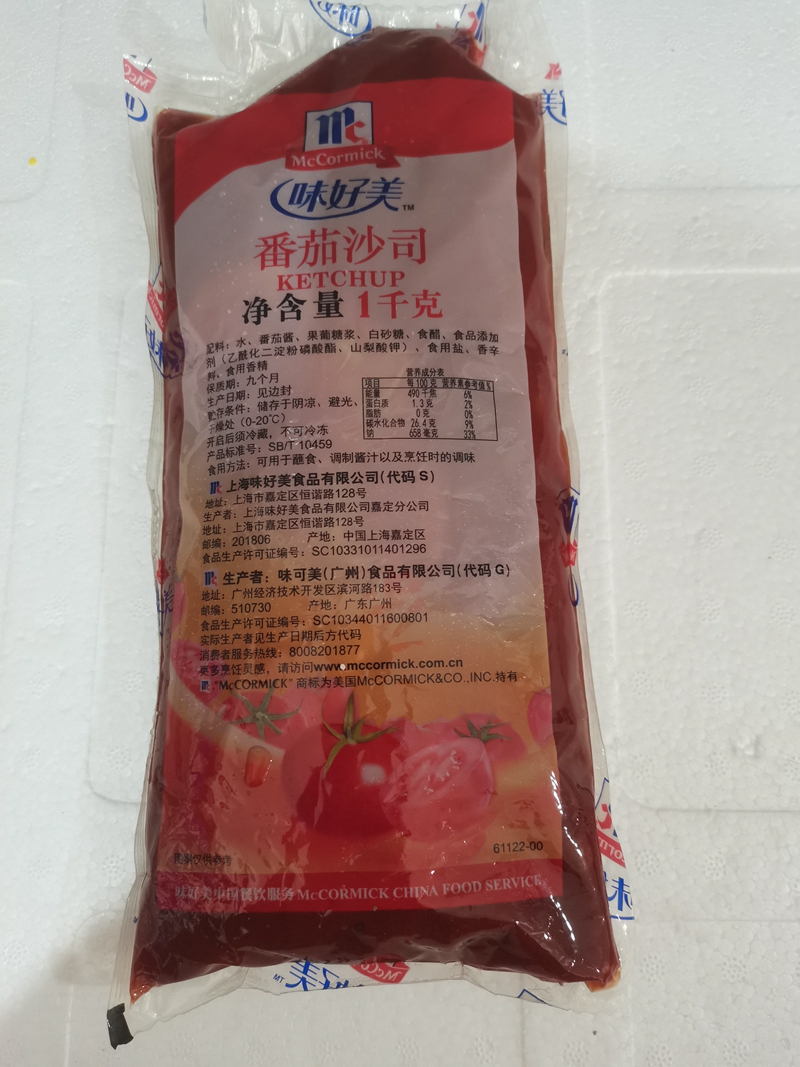 McCormick
味好美™
番茄沙司
KETCHUP
净含量 1千克
配料：水、番茄酱、果葡糖浆、白砂糖、食醋、食品添加
剂（乙酰化二淀粉磷酸酯、山梨酸钾）、食用盐、香辛
料、食用香精
保质期：九个月
生产日期：见边封
贮存条件：储存于阴凉、避光、
干燥处（0-20℃）
开启后须冷藏，不可冷冻
产品标准号：SB/T 10459
食用方法：可用于蘸食、调制酱汁以及烹饪时的调味
营养成分表
项目 每100克 营养素参考值%
能量 490千焦 6%
蛋白质 1.3克 2%
脂肪 0克 0%
碳水化合物 26.4克 9%
钠 658毫克 33%
上海味好美食品有限公司（代码S）
地址：上海市嘉定区恒谐路128号
生产者：上海味好美食品有限公司嘉定分公司
地址：上海市嘉定区恒谐路128号
邮编：201806 产地：中国上海嘉定区
食品生产许可证编号：SC10331011401296
生产者：味可美（广州）食品有限公司（代码G）
地址：广州经济技术开发区滨河路183号
邮编：510730 产地：广东广州
食品生产许可证编号：SC10344011600801
实际生产者见生产日期后方代码
消费者服务热线：8008201877
更多烹饪灵感，请访问www.mccormick.com.cn
"McCORMICK" 商标为美国McCORMICK&CO.,INC.特有
图案仅供参考
61122-00
味好美中国餐饮服务 McCORMICK CHINA FOOD SERVICE